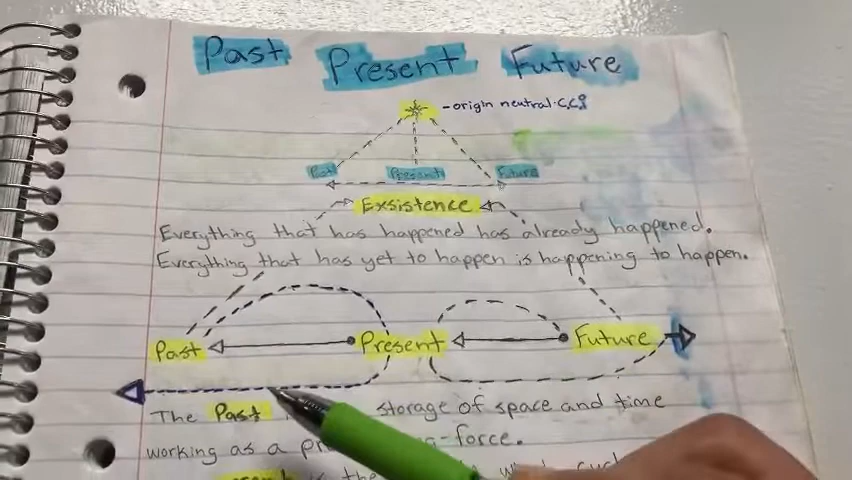 Past Present Future
- origin neutral
Past Present Future
Exsistence
Everything that has happened has already happened.
Everything that has yet to happen is happening to happen.
Past Present Future
The Past storage of space and time
working as a -force.
the